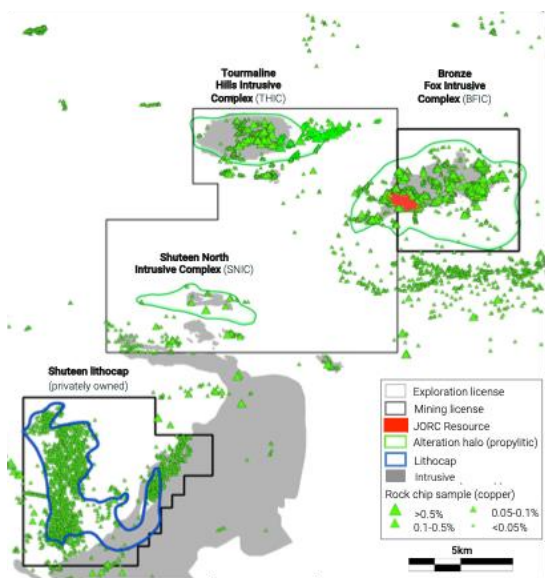 Tourmaline
Hills Intrusive
Complex (THIC)
Bronze
Fox Intrusive
Complex (BFIC)
Shuteen North
Intrusive Complex (SNIC)
Shuteen lithocap
(privately owned)
Exploration license
Mining license
JORC Resource
Alteration halo (propylitic)
Lithocap
Intrusive
Rock chip sample (copper)
>0.5% 0.05-0.1%
0.1-0.5% <0.05%
5km